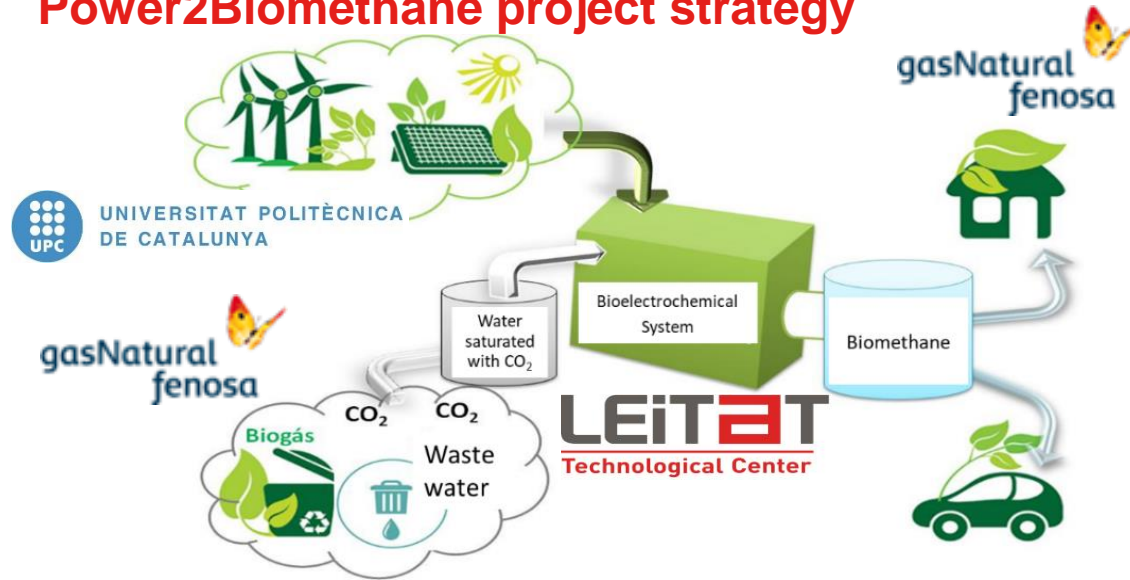 Power2Biomethane project strategy
gasNatural
fenosa
UPC
UNIVERSITAT POLITÈCNICA
DE CATALUNYA
Water
saturated
with CO₂
Bioelectrochemical
System
Biomethane
gasNatural
fenosa
CO₂ CO₂
Biogás
Waste
water
LEiTAT
Technological Center